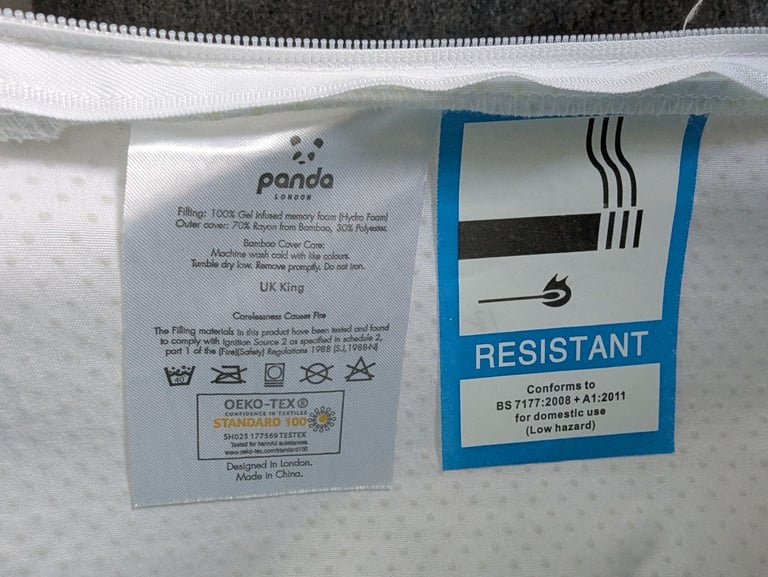 panda
LONDON
Filling: 100% Gel Infused memory foam (Hydro Foam)
Outer cover: 70% Rayon from Bamboo, 30% Polyester.
Bamboo Cover Care:
Machine wash cold with like colours.
Tumble dry low. Remove promptly. Do not iron.
UK King
Carelessness Causes Fire
The Filling materials in this product have been tested and found
to comply with Ignition Source 2 as specified in schedule 2,
part 1 of the (Fire)(Safety) Regulations 1988 (S.I,1988-N)
40
OEKO-TEX®
CONFIDENCE IN TEXTILES
STANDARD 100
SH025 177569 TESTEX
Tested for harmful substances.
www.oeko-tex.com/standard100
Designed in London.
Made in China.
RESISTANT
Conforms to
BS 7177:2008 + A1:2011
for domestic use
(Low hazard)